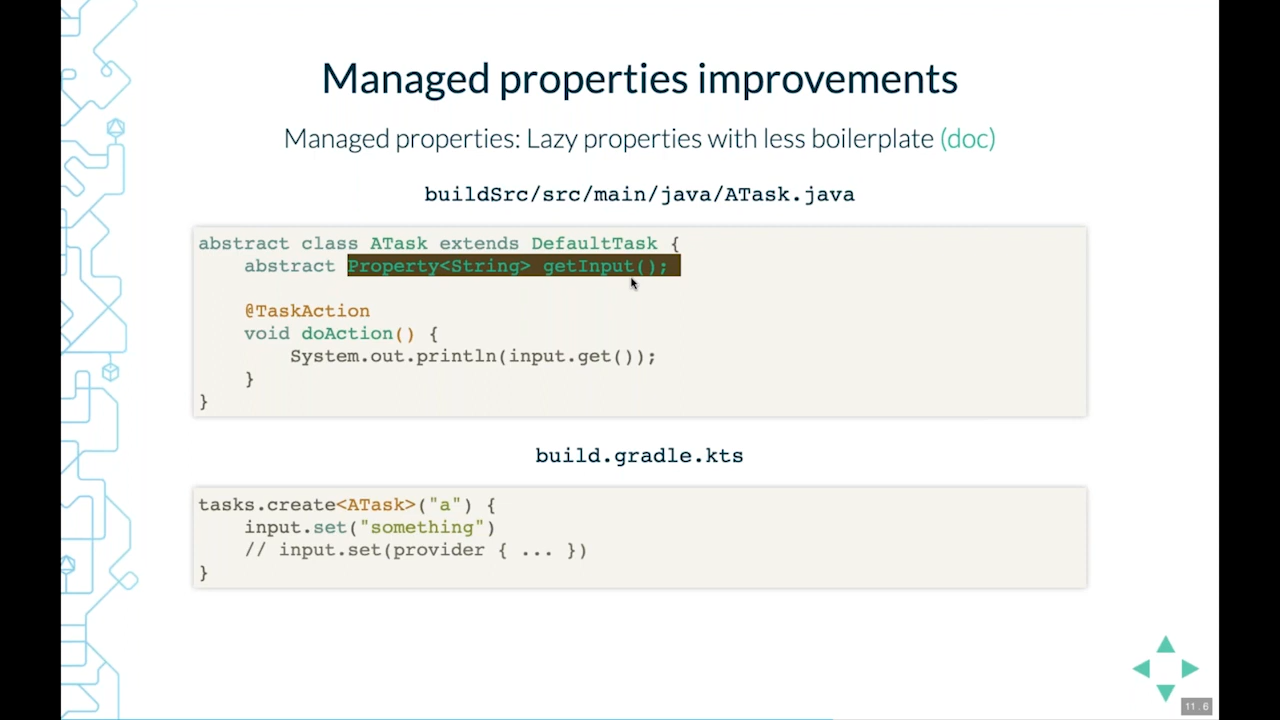 Managed properties improvements
Managed properties: Lazy properties with less boilerplate (doc)
buildSrc/src/main/java/ATask.java
abstract class ATask extends DefaultTask {
    abstract Property<String> getInput();
    @TaskAction
    void doAction() {
        System.out.println(input.get());
    }
}
build.gradle.kts
tasks.create<ATask>("a") {
    input.set("something")
    // input.set(provider { ... })
}
11.6